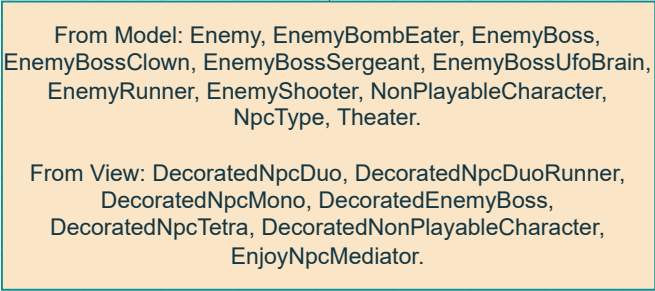 From Model: Enemy, EnemyBombEater, EnemyBoss,
EnemyBossClown, EnemyBossSergeant, EnemyBossUfoBrain,
EnemyRunner, EnemyShooter, NonPlayableCharacter,
NpcType, Theater.
From View: DecoratedNpcDuo, DecoratedNpcDuoRunner,
DecoratedNpcMono, DecoratedEnemyBoss,
DecoratedNpcTetra, DecoratedNonPlayableCharacter,
EnjoyNpcMediator.